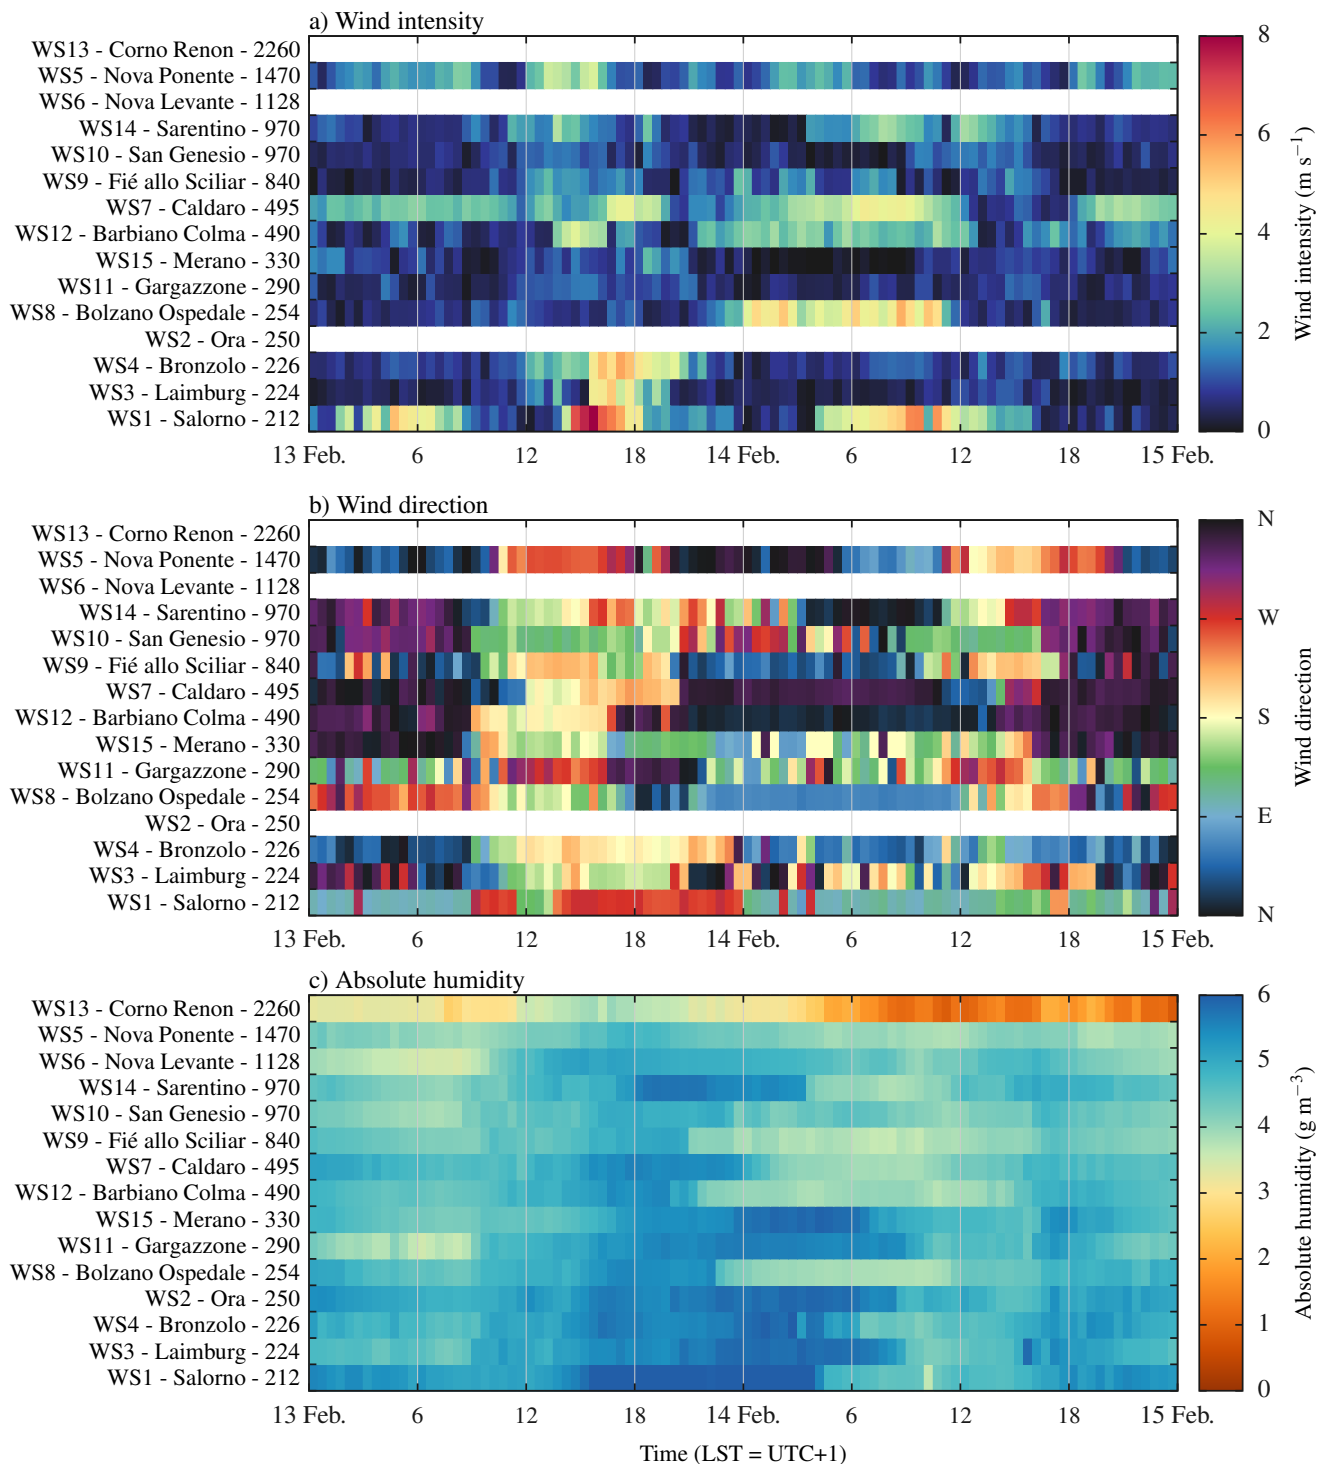 a) Wind intensity
WS13 - Corno Renon - 2260
WS5 - Nova Ponente - 1470
WS6 - Nova Levante - 1128
WS14 - Sarentino - 970
WS10 - San Genesio - 970
WS9 - Fié allo Sciliar - 840
WS7 - Caldaro - 495
WS12 - Barbiano Colma - 490
WS15 - Merano - 330
WS11 - Gargazzone - 290
WS8 - Bolzano Ospedale - 254
WS2 - Ora - 250
WS4 - Bronzolo - 226
WS3 - Laimburg - 224
WS1 - Salorno - 212
13 Feb. 6 12 18 14 Feb. 6 12 18 15 Feb.
8
6
4
2
0
Wind intensity (m s⁻¹)
b) Wind direction
WS13 - Corno Renon - 2260
WS5 - Nova Ponente - 1470
WS6 - Nova Levante - 1128
WS14 - Sarentino - 970
WS10 - San Genesio - 970
WS9 - Fié allo Sciliar - 840
WS7 - Caldaro - 495
WS12 - Barbiano Colma - 490
WS15 - Merano - 330
WS11 - Gargazzone - 290
WS8 - Bolzano Ospedale - 254
WS2 - Ora - 250
WS4 - Bronzolo - 226
WS3 - Laimburg - 224
WS1 - Salorno - 212
13 Feb. 6 12 18 14 Feb. 6 12 18 15 Feb.
N
W
S
E
N
Wind direction
c) Absolute humidity
WS13 - Corno Renon - 2260
WS5 - Nova Ponente - 1470
WS6 - Nova Levante - 1128
WS14 - Sarentino - 970
WS10 - San Genesio - 970
WS9 - Fié allo Sciliar - 840
WS7 - Caldaro - 495
WS12 - Barbiano Colma - 490
WS15 - Merano - 330
WS11 - Gargazzone - 290
WS8 - Bolzano Ospedale - 254
WS2 - Ora - 250
WS4 - Bronzolo - 226
WS3 - Laimburg - 224
WS1 - Salorno - 212
13 Feb. 6 12 18 14 Feb. 6 12 18 15 Feb.
6
5
4
3
2
1
0
Absolute humidity (g m⁻³)
Time (LST = UTC+1)